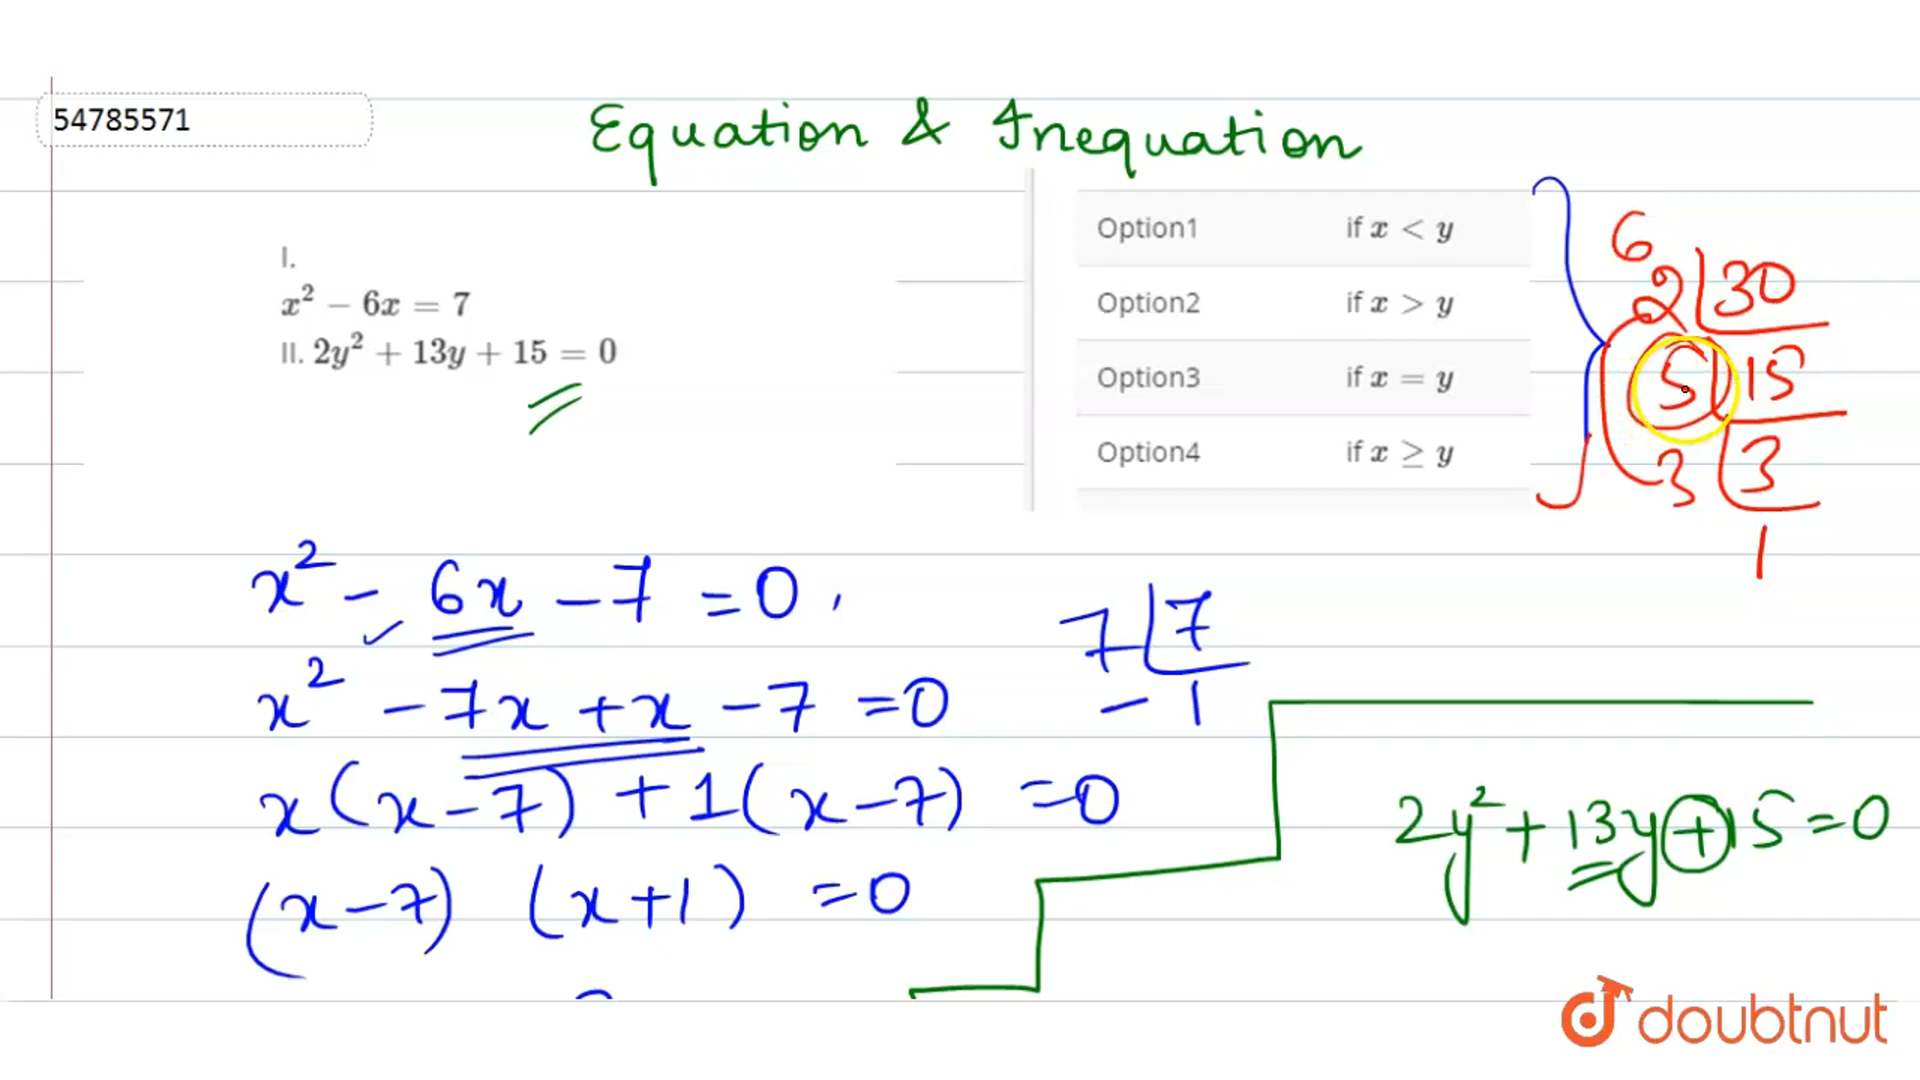 54785571
Equation & Inequation
I.
x² − 6x = 7
II. 2y² + 13y + 15 = 0
Option1 if x < y
Option2 if x > y
Option3 if x = y
Option4 if x ≥ y
6
2 30
5 15
3 3
1
x² - 6x - 7 = 0 ,
x² - 7x + x - 7 = 0
x(x-7) + 1(x-7) = 0
(x-7) (x+1) = 0
7 7
- 1
2y² + 13y + 15 = 0
doubtnut